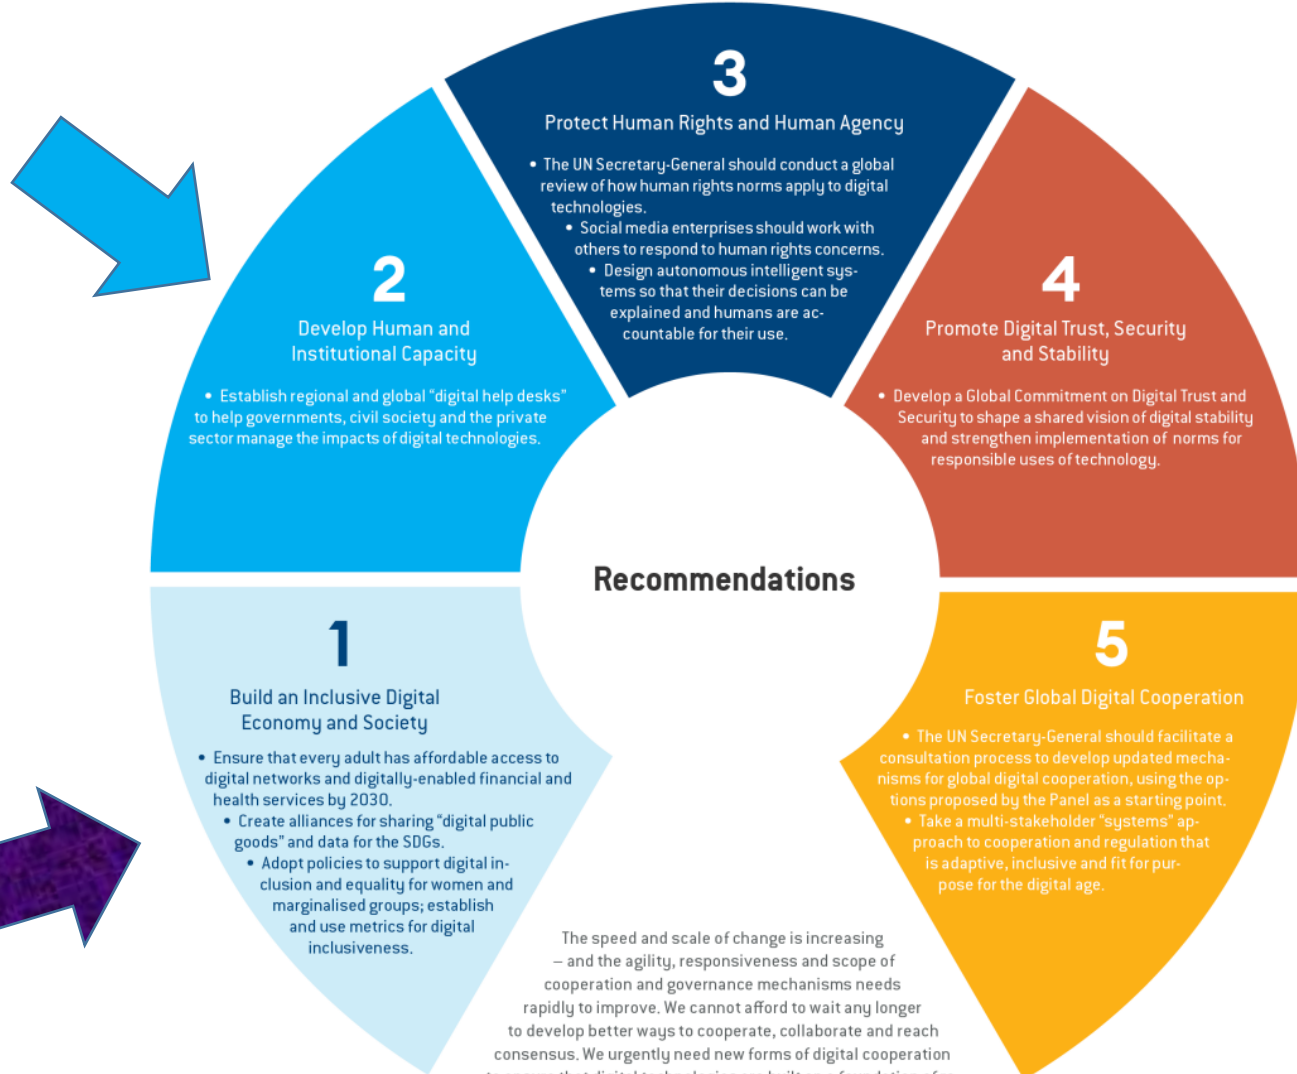 3
Protect Human Rights and Human Agency
• The UN Secretary-General should conduct a global
review of how human rights norms apply to digital
technologies.
• Social media enterprises should work with
others to respond to human rights concerns.
• Design autonomous intelligent sys-
tems so that their decisions can be
explained and humans are ac-
countable for their use.
2
Develop Human and
Institutional Capacity
• Establish regional and global “digital help desks”
to help governments, civil society and the private
sector manage the impacts of digital technologies.
4
Promote Digital Trust, Security
and Stability
• Develop a Global Commitment on Digital Trust and
Security to shape a shared vision of digital stability
and strengthen implementation of norms for
responsible uses of technology.
Recommendations
1
Build an Inclusive Digital
Economy and Society
• Ensure that every adult has affordable access to
digital networks and digitally-enabled financial and
health services by 2030.
• Create alliances for sharing “digital public
goods” and data for the SDGs.
• Adopt policies to support digital in-
clusion and equality for women and
marginalised groups; establish
and use metrics for digital
inclusiveness.
5
Foster Global Digital Cooperation
• The UN Secretary-General should facilitate a
consultation process to develop updated mecha-
nisms for global digital cooperation, using the op-
tions proposed by the Panel as a starting point.
• Take a multi-stakeholder “systems” ap-
proach to cooperation and regulation that
is adaptive, inclusive and fit for pur-
pose for the digital age.
The speed and scale of change is increasing
– and the agility, responsiveness and scope of
cooperation and governance mechanisms needs
rapidly to improve. We cannot afford to wait any longer
to develop better ways to cooperate, collaborate and reach
consensus. We urgently need new forms of digital cooperation